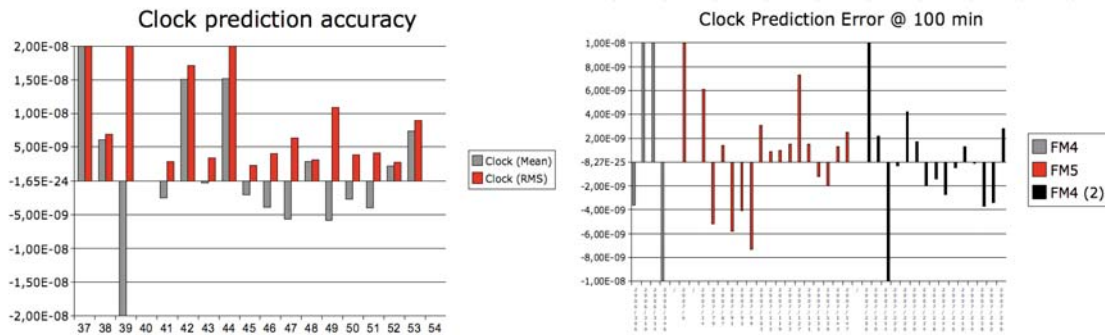 Clock prediction accuracy
2,00E-08
1,50E-08
1,00E-08
5,00E-09
-1,65E-24
-5,00E-09
-1,00E-08
-1,50E-08
-2,00E-08
37 38 39 40 41 42 43 44 45 46 47 48 49 50 51 52 53 54
Clock (Mean)
Clock (RMS)
Clock Prediction Error @ 100 min
1,00E-08
8,00E-09
6,00E-09
4,00E-09
2,00E-09
-8,27E-25
-2,00E-09
-4,00E-09
-6,00E-09
-8,00E-09
-1,00E-08
FM4
FM5
FM4 (2)